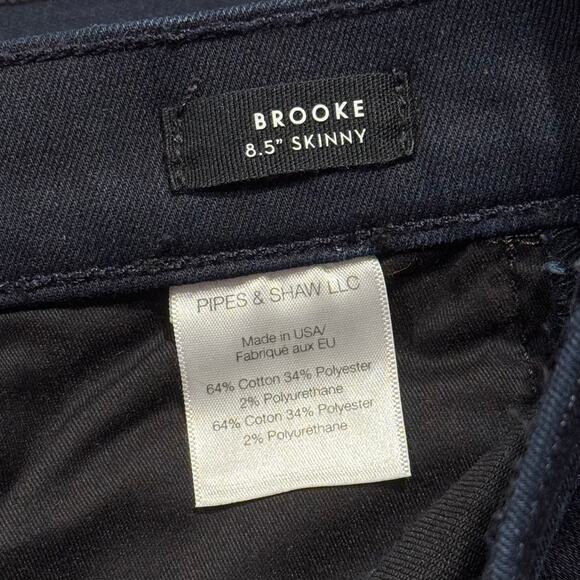 BROOKE
8.5" SKINNY
PIPES & SHAW LLC
Made in USA/
Fabriqué aux EU
64% Cotton 34% Polyester
2% Polyurethane
64% Coton 34% Polyester
2% Polyuréthane